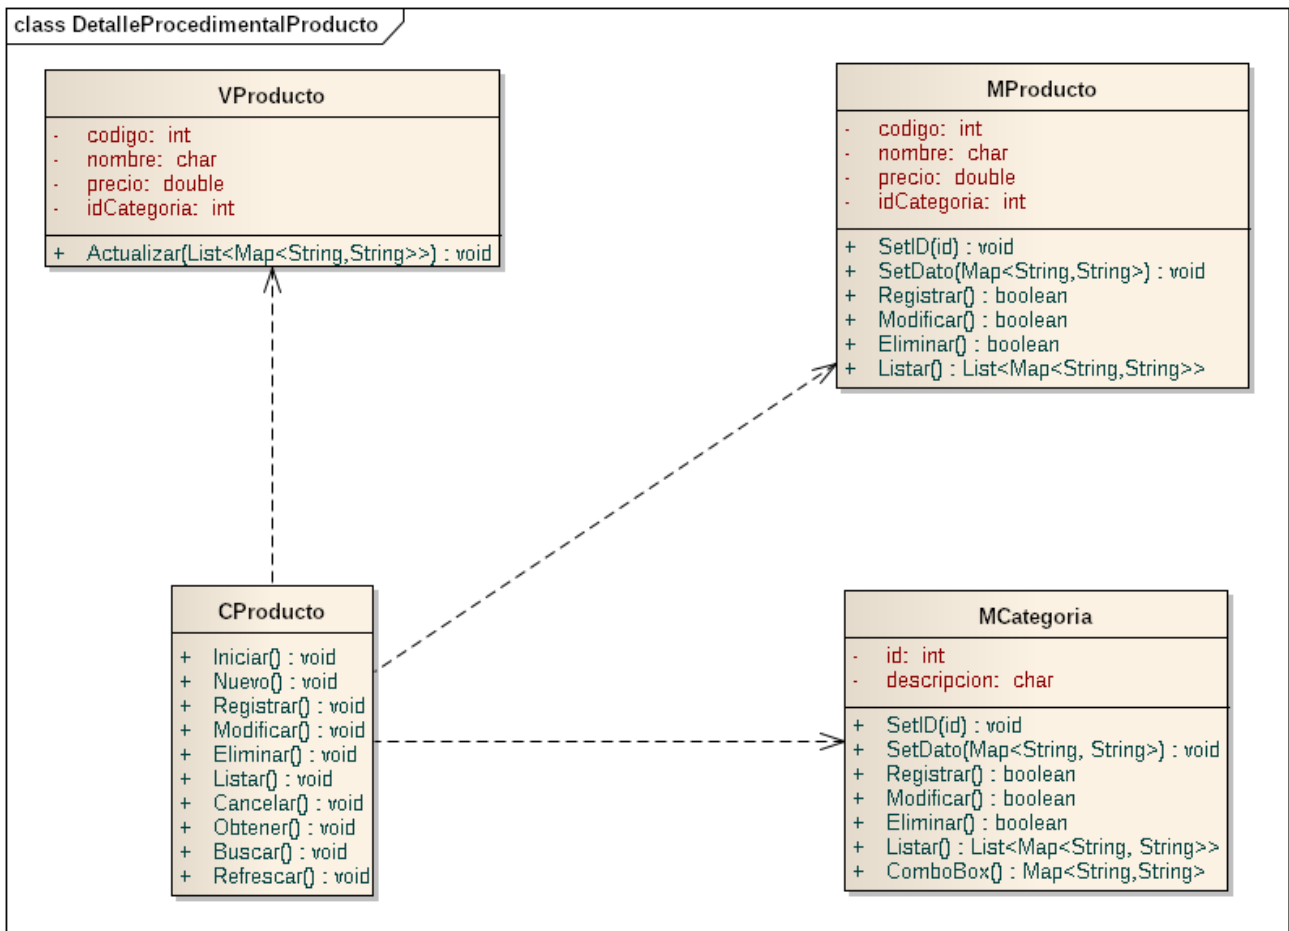 class DetalleProcedimentalProducto
VProducto
- codigo: int
- nombre: char
- precio: double
- idCategoria: int
+ Actualizar(List<Map<String,String>>) : void
MProducto
- codigo: int
- nombre: char
- precio: double
- idCategoria: int
+ SetID(id) : void
+ SetDato(Map<String,String>) : void
+ Registrar() : boolean
+ Modificar() : boolean
+ Eliminar() : boolean
+ Listar() : List<Map<String,String>>
CProducto
+ Iniciar() : void
+ Nuevo() : void
+ Registrar() : void
+ Modificar() : void
+ Eliminar() : void
+ Listar() : void
+ Cancelar() : void
+ Obtener() : void
+ Buscar() : void
+ Refrescar() : void
MCategoria
- id: int
- descripcion: char
+ SetID(id) : void
+ SetDato(Map<String, String>) : void
+ Registrar() : boolean
+ Modificar() : boolean
+ Eliminar() : boolean
+ Listar() : List<Map<String, String>>
+ ComboBox() : Map<String,String>